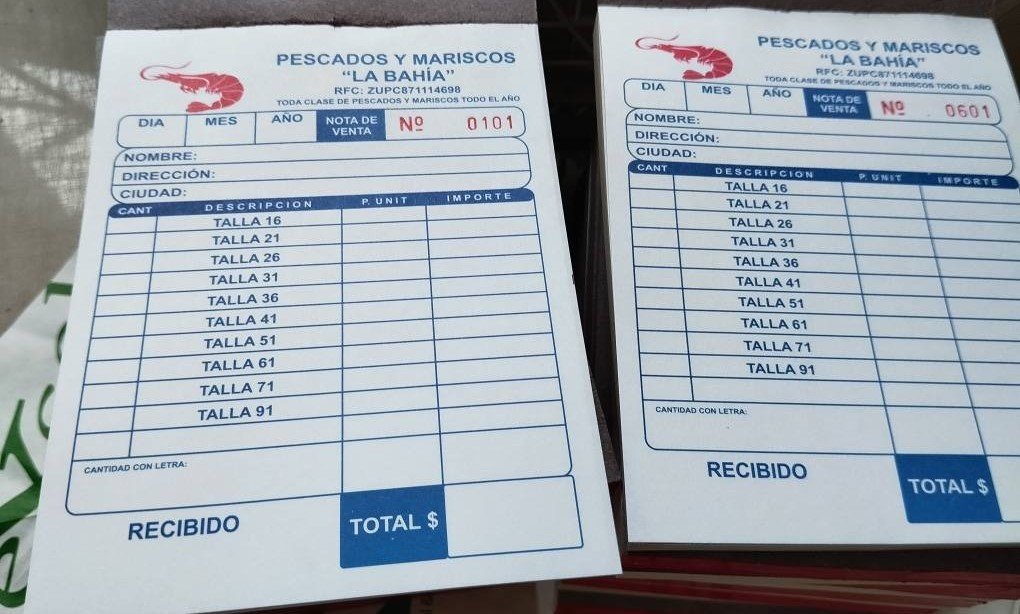 PESCADOS Y MARISCOS
“LA BAHÍA”
RFC: ZUPC871114698
TODA CLASE DE PESCADOS Y MARISCOS TODO EL AÑO
DIA MES AÑO NOTA DE VENTA Nº 0101
NOMBRE:
DIRECCIÓN:
CIUDAD:
CANT DESCRIPCION P. UNIT IMPORTE
TALLA 16
TALLA 21
TALLA 26
TALLA 31
TALLA 36
TALLA 41
TALLA 51
TALLA 61
TALLA 71
TALLA 91
CANTIDAD CON LETRA:
RECIBIDO TOTAL $
PESCADOS Y MARISCOS
“LA BAHÍA”
RFC: ZUPC871114698
TODA CLASE DE PESCADOS Y MARISCOS TODO EL AÑO
DIA MES AÑO NOTA DE VENTA Nº 0601
NOMBRE:
DIRECCIÓN:
CIUDAD:
CANT DESCRIPCION P. UNIT IMPORTE
TALLA 16
TALLA 21
TALLA 26
TALLA 31
TALLA 36
TALLA 41
TALLA 51
TALLA 61
TALLA 71
TALLA 91
CANTIDAD CON LETRA:
RECIBIDO TOTAL $